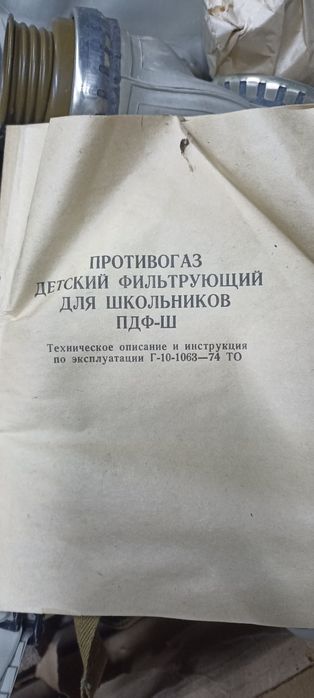 ПРОТИВОГАЗ
ДЕТСКИЙ ФИЛЬТРУЮЩИЙ
ДЛЯ ШКОЛЬНИКОВ
ПДФ-Ш
Техническое описание и инструкция
по эксплуатации Г-10-1063—74 ТО